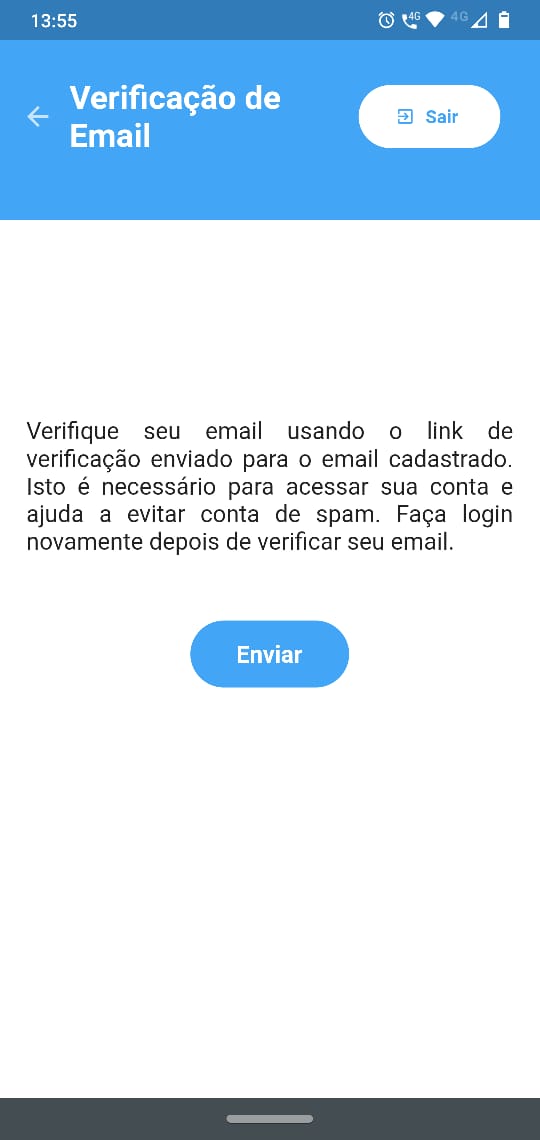 13:55
4G 4G
Verificação de
Email
Sair
Verifique seu email usando o link de
verificação enviado para o email cadastrado.
Isto é necessário para acessar sua conta e
ajuda a evitar conta de spam. Faça login
novamente depois de verificar seu email.
Enviar